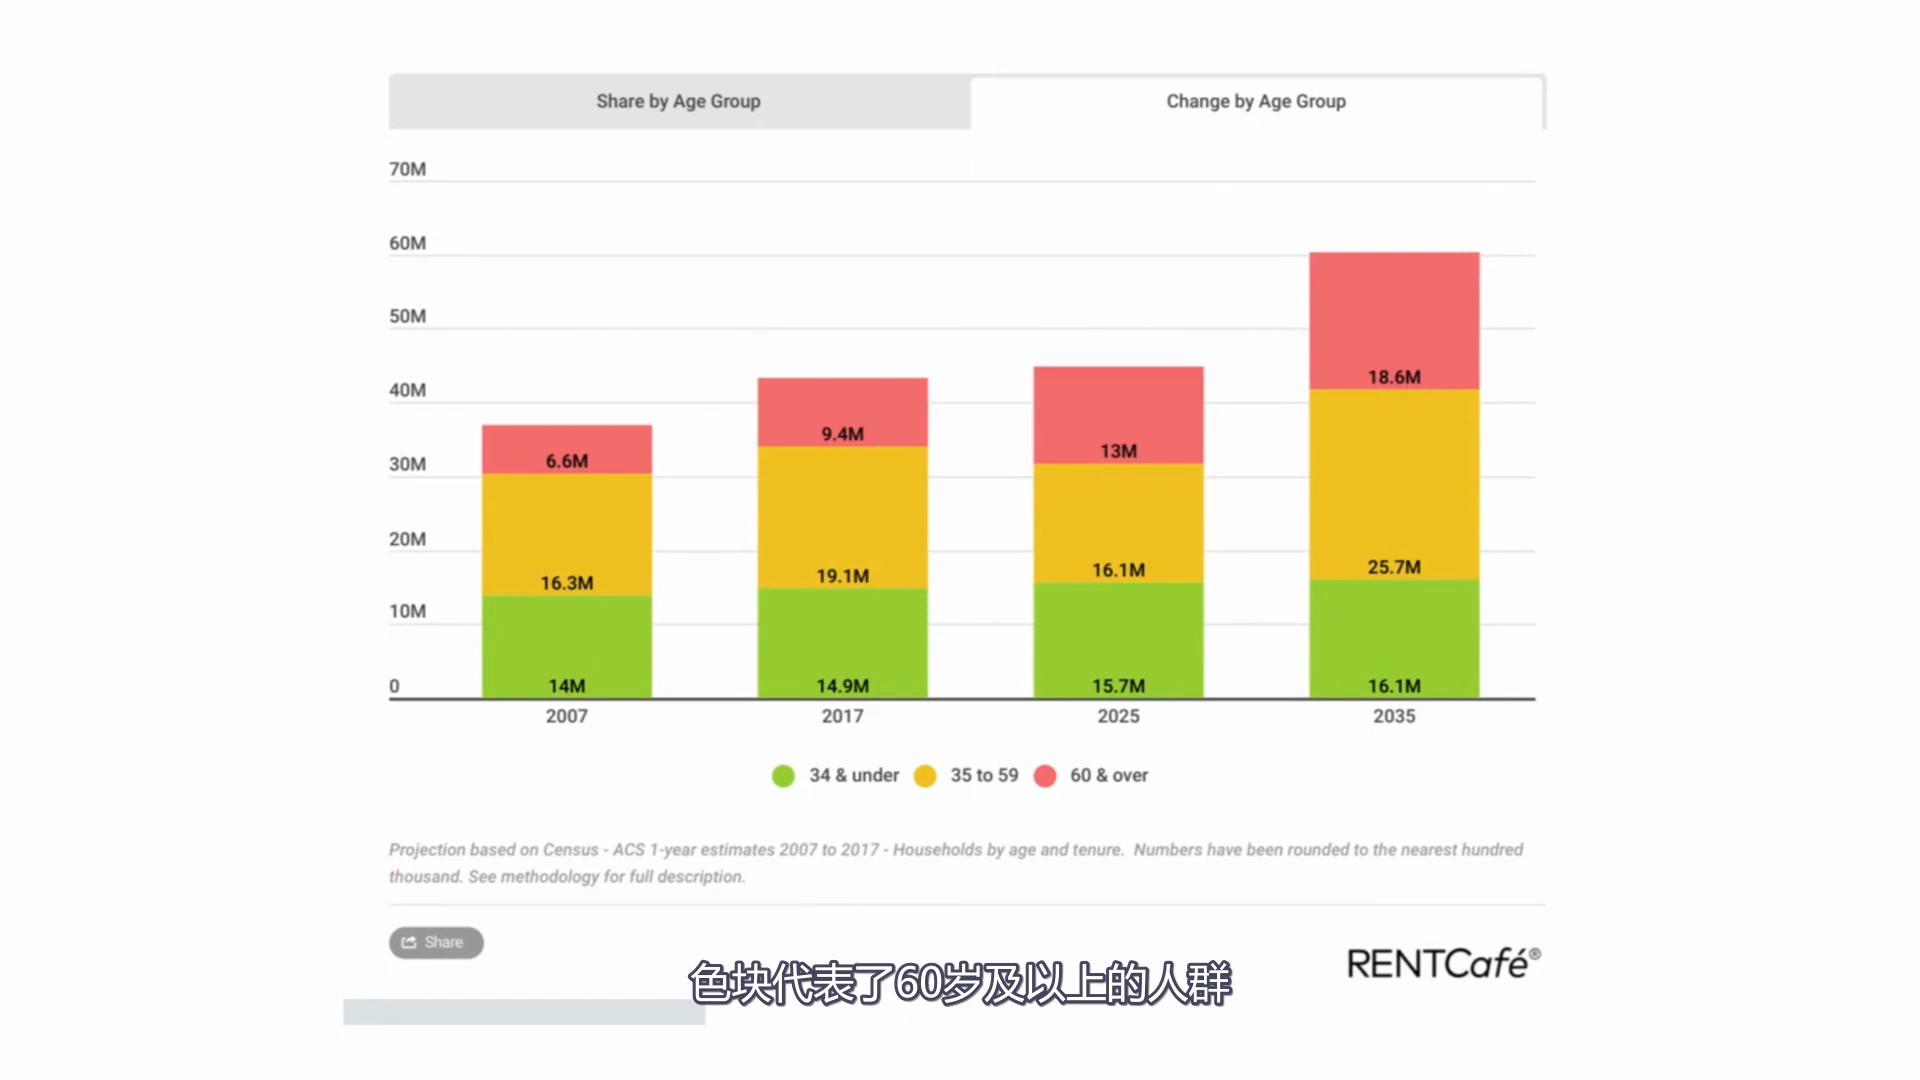 Share by Age Group
Change by Age Group
70M
60M
50M
40M
30M
20M
10M
0
6.6M
16.3M
14M
9.4M
19.1M
14.9M
13M
16.1M
15.7M
18.6M
25.7M
16.1M
2007
2017
2025
2035
34 & under
35 to 59
60 & over
Projection based on Census - ACS 1-year estimates 2007 to 2017 - Households by age and tenure. Numbers have been rounded to the nearest hundred
thousand. See methodology for full description.
Share
RENTCafé®
色块代表了60岁及以上的人群